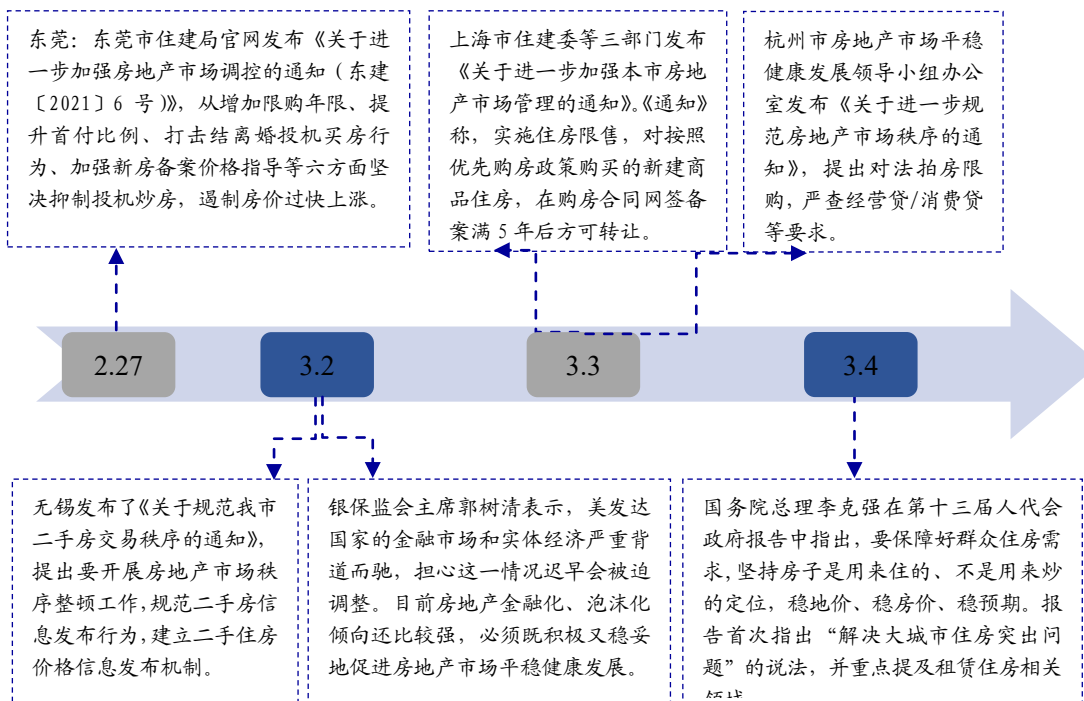 东莞：东莞市住建局官网发布《关于进
一步加强房地产市场调控的通知（东建
〔2021〕6 号）》，从增加限购年限、提
升首付比例、打击结离婚投机买房行
为、加强新房备案价格指导等六方面坚
决抑制投机炒房，遏制房价过快上涨。
上海市住建委等三部门发布
《关于进一步加强本市房地
产市场管理的通知》。《通知》
称，实施住房限售，对按照
优先购房政策购买的新建商
品住房，在购房合同网签备
案满 5 年后方可转让。
杭州市房地产市场平稳
健康发展领导小组办公
室发布《关于进一步规
范房地产市场秩序的通
知》，提出对法拍房限
购，严查经营贷/消费贷
等要求。
2.27
3.2
3.3
3.4
无锡发布了《关于规范我市
二手房交易秩序的通知》，
提出要开展房地产市场秩
序整顿工作,规范二手房信
息发布行为,建立二手住房
价格信息发布机制。
银保监会主席郭树清表示，美发达
国家的金融市场和实体经济严重背
道而驰，担心这一情况迟早会被迫
调整。目前房地产金融化、泡沫化
倾向还比较强，必须既积极又稳妥
地促进房地产市场平稳健康发展。
国务院总理李克强在第十三届人代会
政府报告中指出，要保障好群众住房需
求,坚持房子是用来住的、不是用来炒
的定位，稳地价、稳房价、稳预期。报
告首次指出“解决大城市住房突出问
题”的说法，并重点提及租赁住房相关